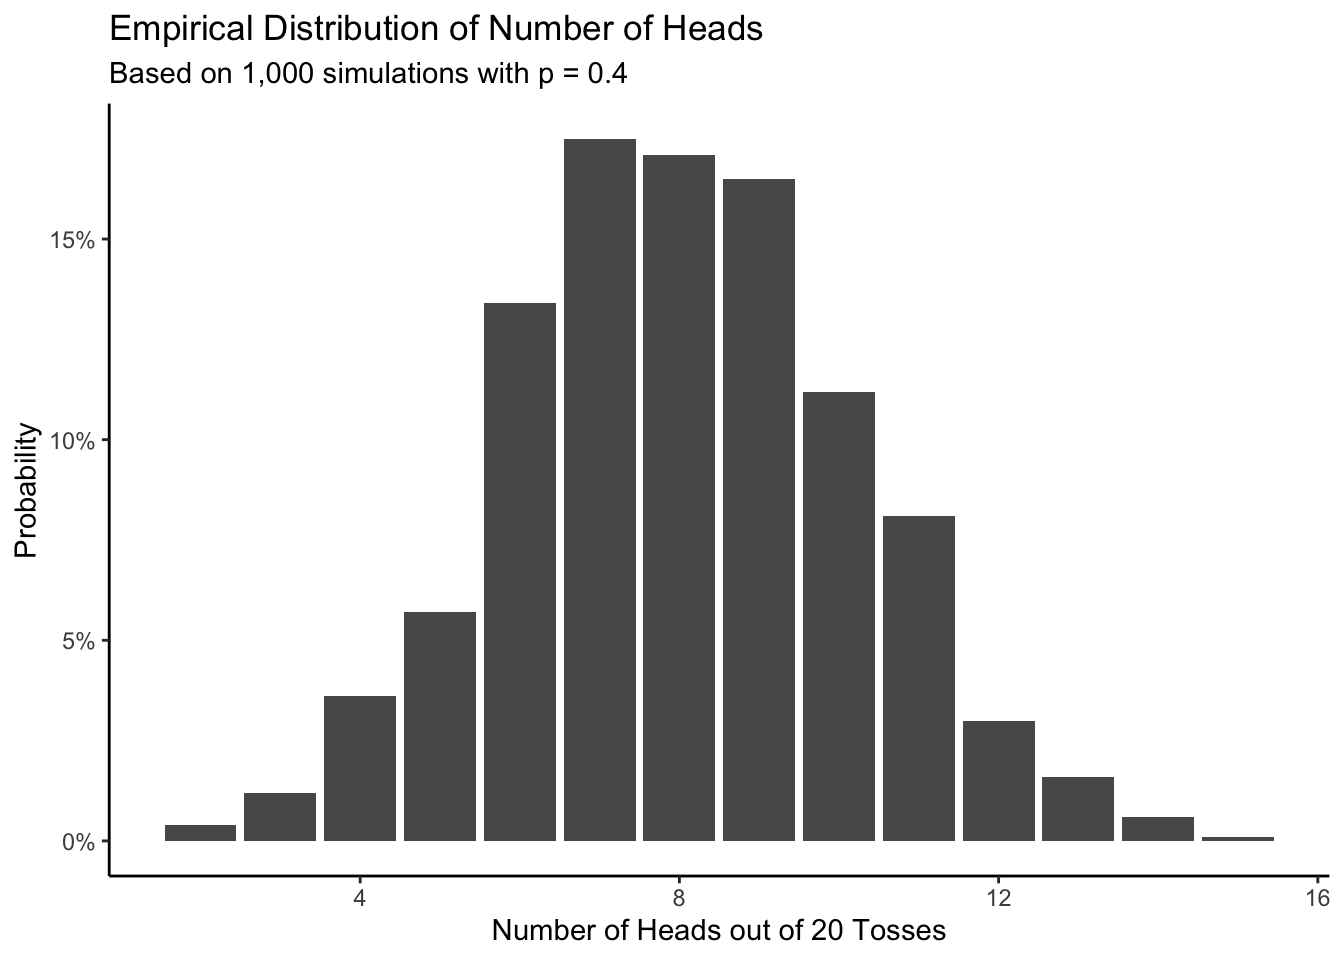 Empirical Distribution of Number of Heads
Based on 1,000 simulations with p = 0.4
Probability
15%
10%
5%
0%
4
8
12
16
Number of Heads out of 20 Tosses